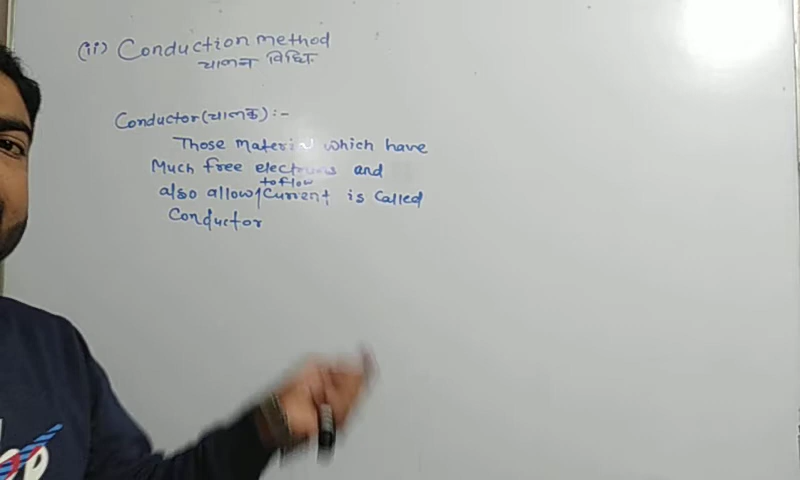 (ii) Conduction method
चालन विधि
Conductor (चालक) :-
Those Material which have
Much free electrons and
to flow
also allow current is called
Conductor